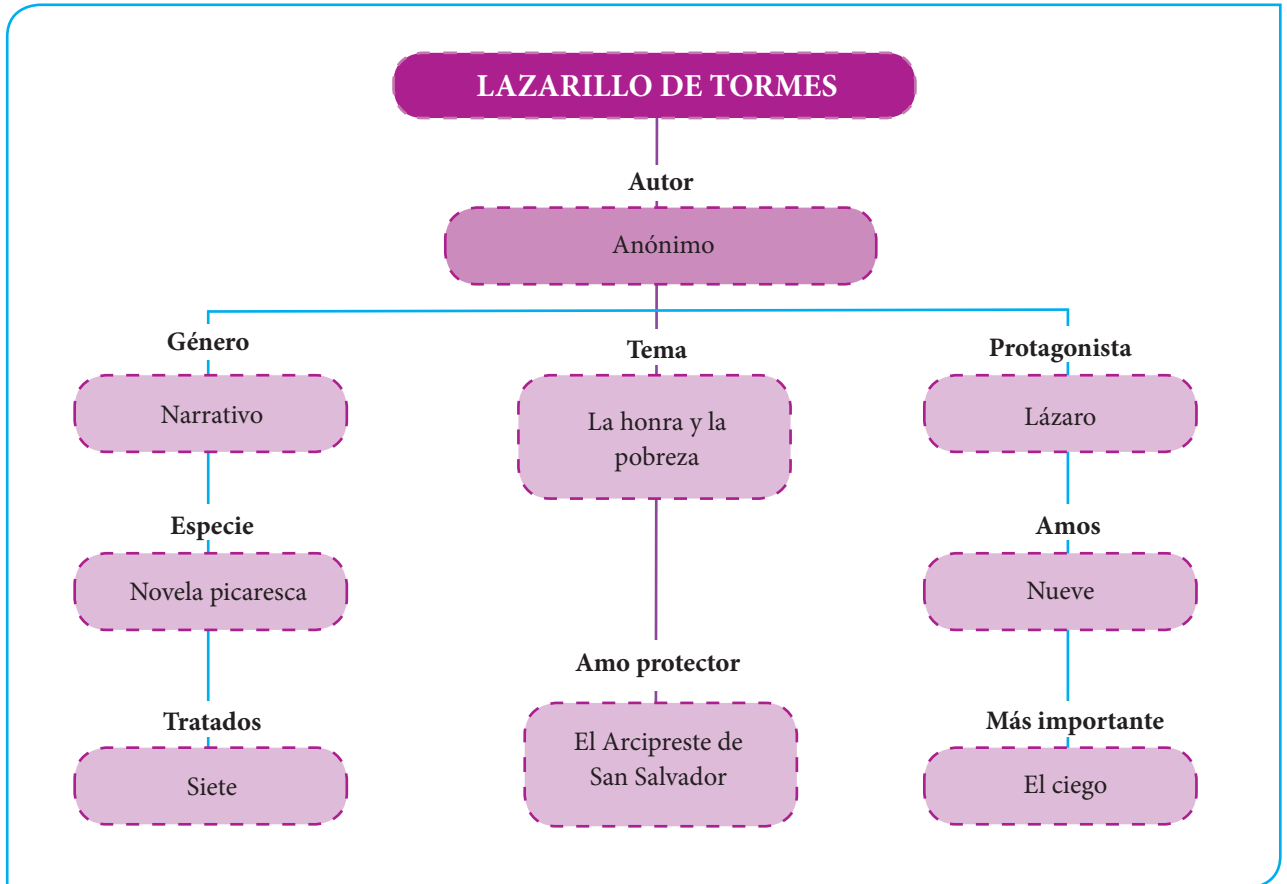 LAZARILLO DE TORMES
Autor
Anónimo
Género
Narrativo
Especie
Novela picaresca
Tratados
Siete
Tema
La honra y la
pobreza
Amo protector
El Arcipreste de
San Salvador
Protagonista
Lázaro
Amos
Nueve
Más importante
El ciego